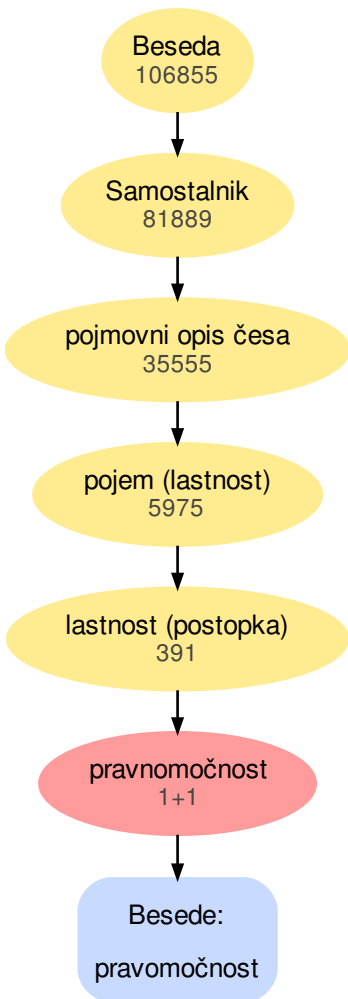 Beseda
106855
Samostalnik
81889
pojmovni opis česa
35555
pojem (lastnost)
5975
lastnost (postopka)
391
pravnomočnost
1+1
Besede:
pravomočnost